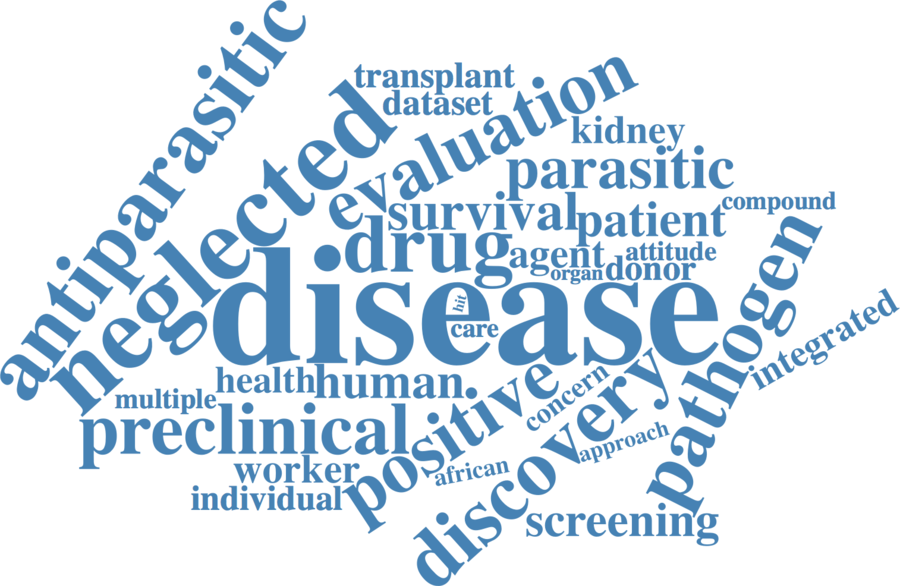 antiparasitic
transplant
dataset
neglected
evaluation
kidney
parasitic
compound
survival
patient
drug
agent
attitude
organ
donor
disease
hit
care
pathogen
integrated
health
human.
multiple
positive
concern
preclinical
discovery
approach
worker
african
individual
screening